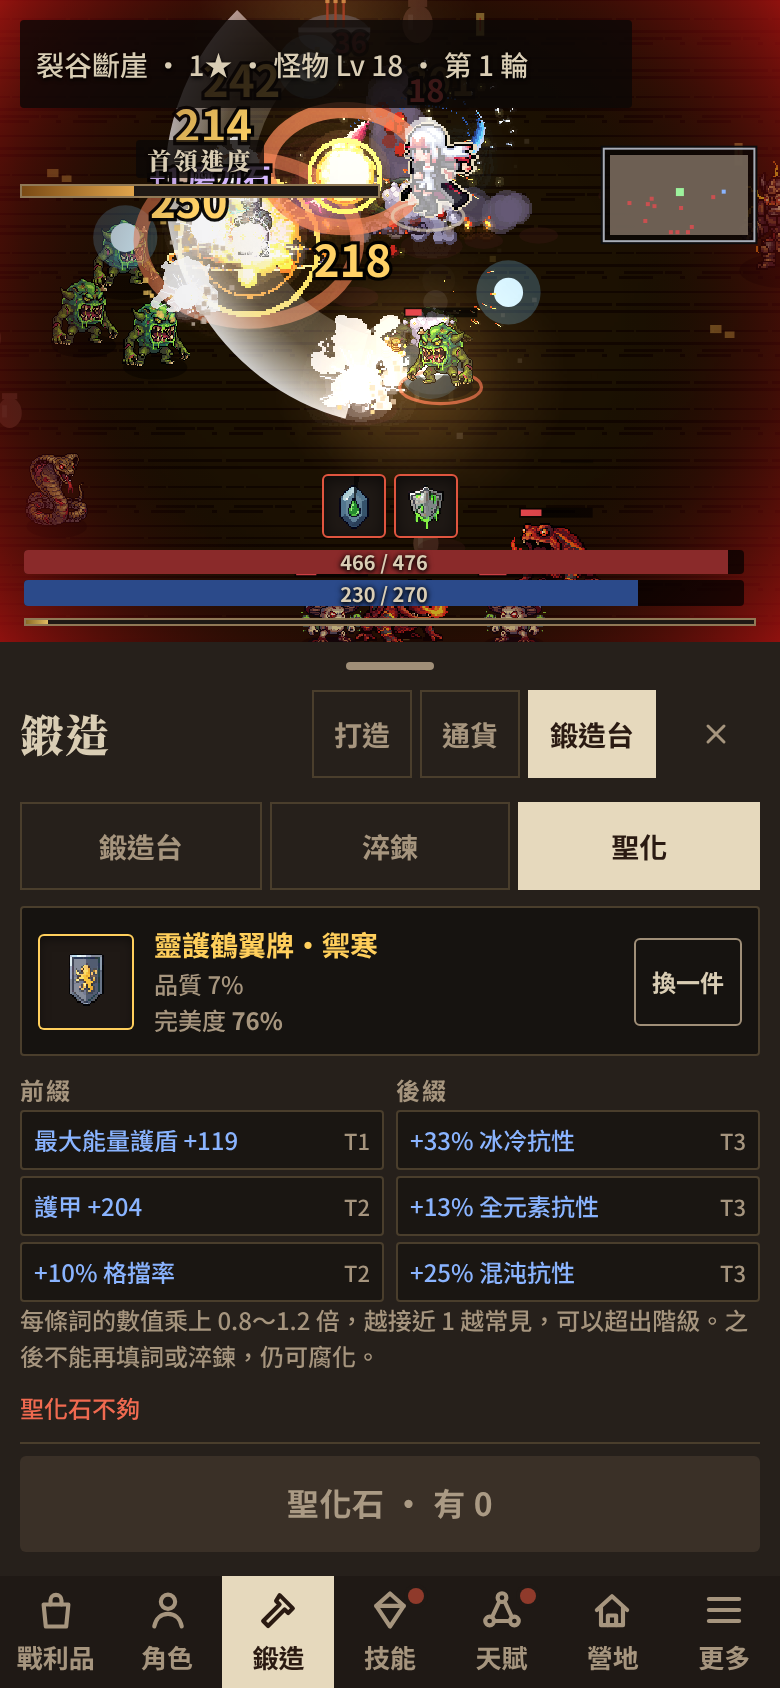 裂谷斷崖 • 1★ • 怪物 Lv 18 • 第 1 輪
36
242
18
214
首領進度
250
218
466 / 476
230 / 270
鍛造
打造
通貨
鍛造台
鍛造台
淬鍊
聖化
靈護鶴翼牌・禦寒
品質 7%
完美度 76%
換一件
前綴
後綴
最大能量護盾 +119 T1
+33% 冰冷抗性 T3
護甲 +204 T2
+13% 全元素抗性 T3
+10% 格擋率 T2
+25% 混沌抗性 T3
每條詞的數值乘上 0.8～1.2 倍，越接近 1 越常見，可以超出階級。之
後不能再填詞或淬鍊，仍可腐化。
聖化石不夠
聖化石 • 有 0
戰利品
角色
鍛造
技能
天賦
營地
更多